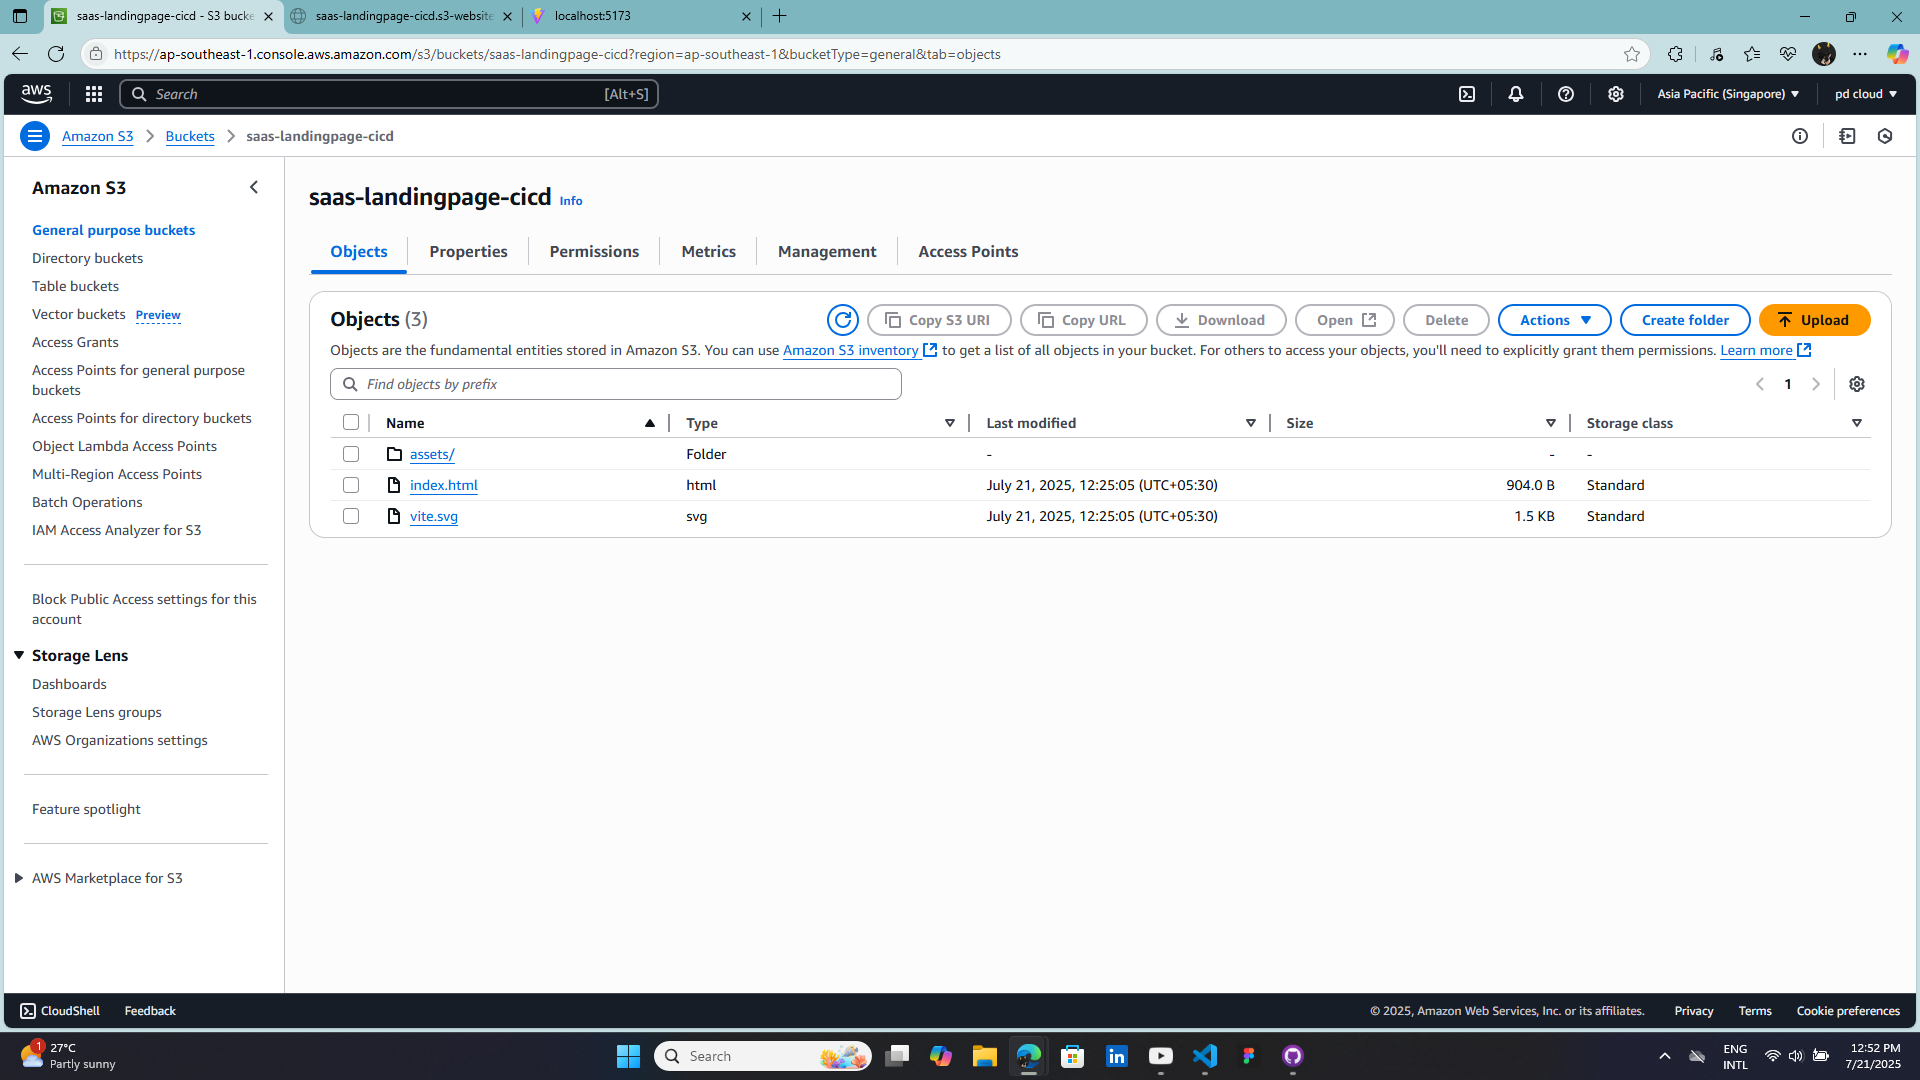 saas-landingpage-cicd - S3 bucke
saas-landingpage-cicd.s3-website
localhost:5173
https://ap-southeast-1.console.aws.amazon.com/s3/buckets/saas-landingpage-cicd?region=ap-southeast-1&bucketType=general&tab=objects
aws
Search [Alt+S]
Asia Pacific (Singapore)
pd cloud
Amazon S3
Buckets
saas-landingpage-cicd
Amazon S3
General purpose buckets
Directory buckets
Table buckets
Vector buckets Preview
Access Grants
Access Points for general purpose
buckets
Access Points for directory buckets
Object Lambda Access Points
Multi-Region Access Points
Batch Operations
IAM Access Analyzer for S3
Block Public Access settings for this
account
Storage Lens
Dashboards
Storage Lens groups
AWS Organizations settings
Feature spotlight
AWS Marketplace for S3
saas-landingpage-cicd Info
Objects Properties Permissions Metrics Management Access Points
Objects (3)
Copy S3 URI Copy URL Download Open Delete Actions Create folder Upload
Objects are the fundamental entities stored in Amazon S3. You can use Amazon S3 inventory to get a list of all objects in your bucket. For others to access your objects, you'll need to explicitly grant them permissions. Learn more
Find objects by prefix
1
Name Type Last modified Size Storage class
assets/ Folder - - -
index.html html July 21, 2025, 12:25:05 (UTC+05:30) 904.0 B Standard
vite.svg svg July 21, 2025, 12:25:05 (UTC+05:30) 1.5 KB Standard
CloudShell Feedback
© 2025, Amazon Web Services, Inc. or its affiliates. Privacy Terms Cookie preferences
1
27°C
Partly sunny
Search
ENG
INTL
12:52 PM
7/21/2025